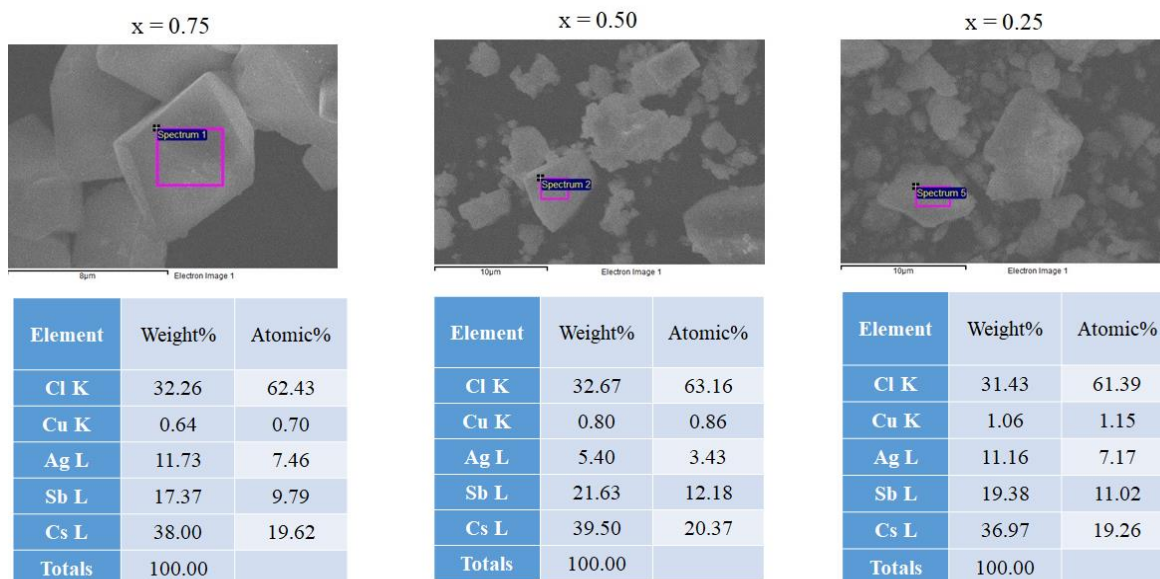 x = 0.75
x = 0.50
x = 0.25
Spectrum 1
Spectrum 2
Spectrum 5
8µm Electron Image 1
10µm Electron Image 1
10µm Electron Image 1
Element Weight% Atomic%
Cl K 32.26 62.43
Cu K 0.64 0.70
Ag L 11.73 7.46
Sb L 17.37 9.79
Cs L 38.00 19.62
Totals 100.00
Element Weight% Atomic%
Cl K 32.67 63.16
Cu K 0.80 0.86
Ag L 5.40 3.43
Sb L 21.63 12.18
Cs L 39.50 20.37
Totals 100.00
Element Weight% Atomic%
Cl K 31.43 61.39
Cu K 1.06 1.15
Ag L 11.16 7.17
Sb L 19.38 11.02
Cs L 36.97 19.26
Totals 100.00